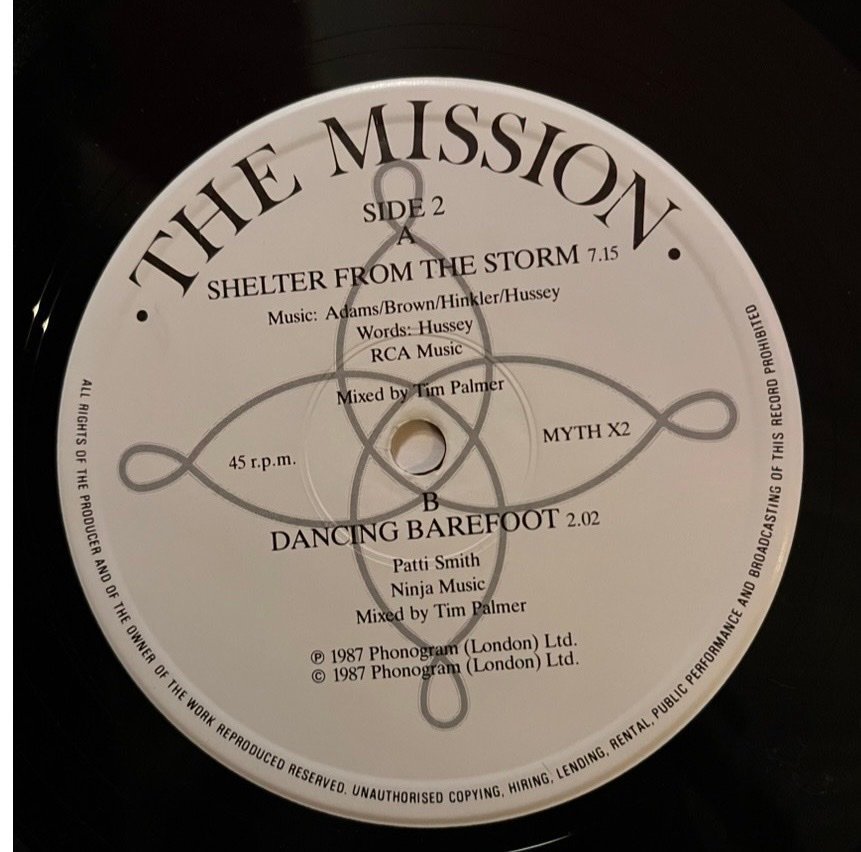 • THE MISSION •
SIDE 2
A
SHELTER FROM THE STORM 7.15
Music: Adams/Brown/Hinkler/Hussey
Words: Hussey
RCA Music
Mixed by Tim Palmer
45 r.p.m.
MYTH X2
B
DANCING BAREFOOT 2.02
Patti Smith
Ninja Music
Mixed by Tim Palmer
℗ 1987 Phonogram (London) Ltd.
© 1987 Phonogram (London) Ltd.
ALL RIGHTS OF THE PRODUCER AND OF THE OWNER OF THE WORK REPRODUCED RESERVED. UNAUTHORISED COPYING, HIRING, LENDING, RENTAL, PUBLIC PERFORMANCE AND BROADCASTING OF THIS RECORD PROHIBITED